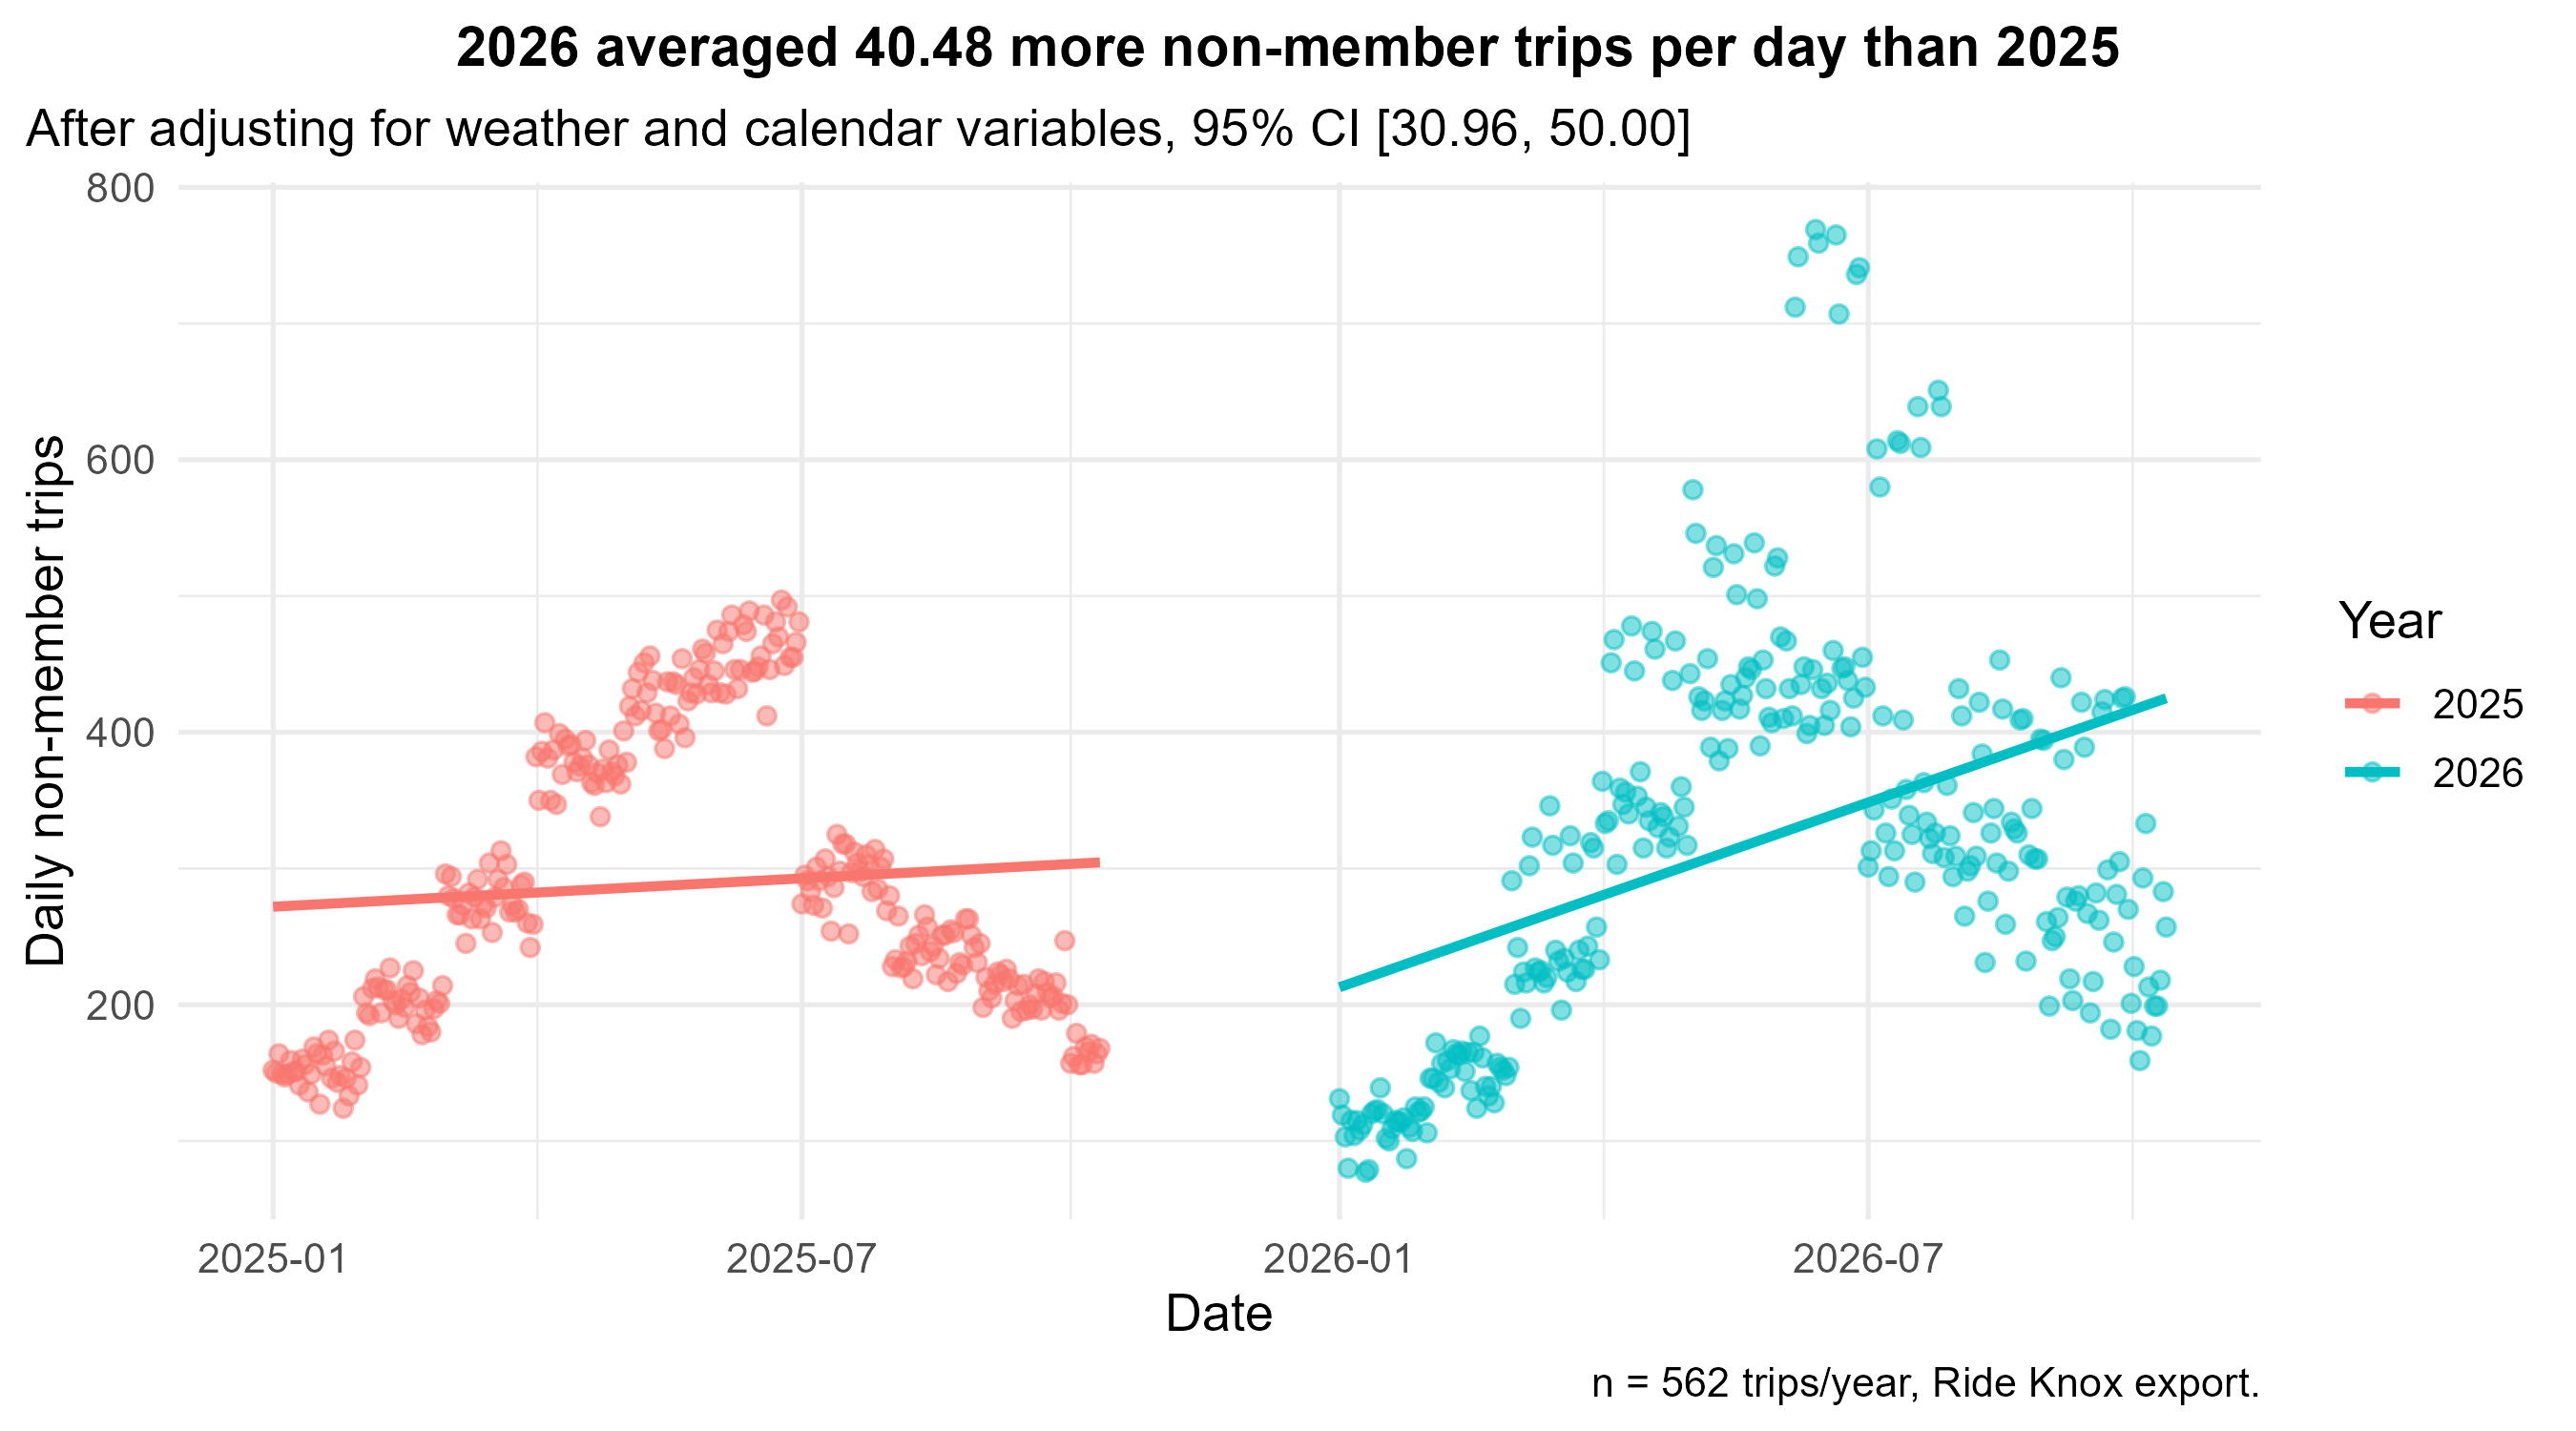 2026 averaged 40.48 more non-member trips per day than 2025
After adjusting for weather and calendar variables, 95% CI [30.96, 50.00]
Daily non-member trips
800
600
400
200
2025-01
2025-07
2026-01
2026-07
Date
Year
2025
2026
n = 562 trips/year, Ride Knox export.